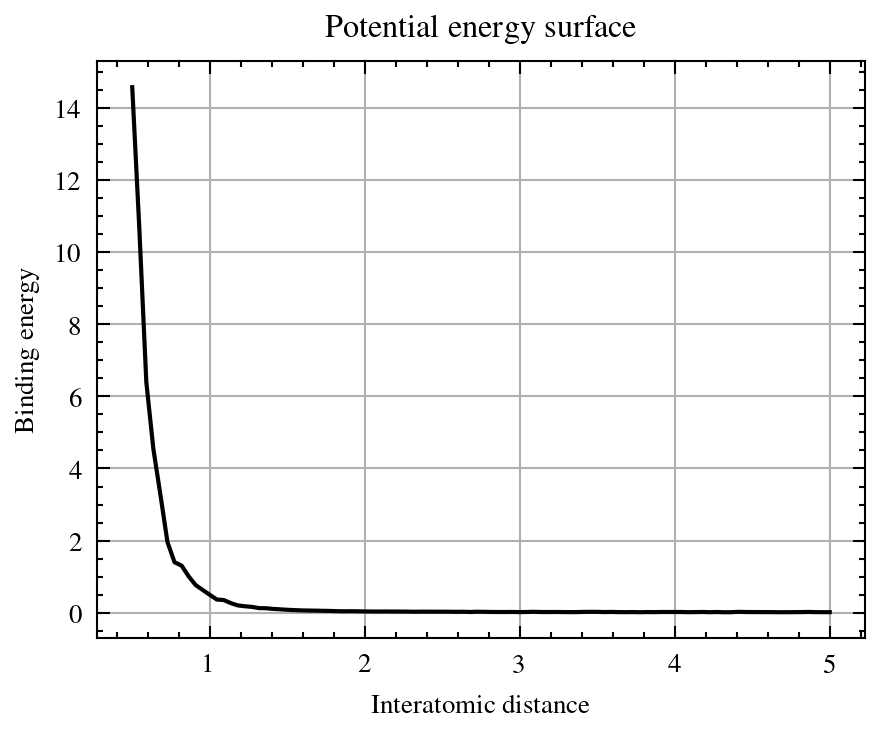 Potential energy surface
Binding energy
14
12
10
8
6
4
2
0
1 2 3 4 5
Interatomic distance